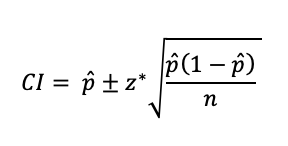 CI = p̂ ± z* √(p̂(1 − p̂)/n)